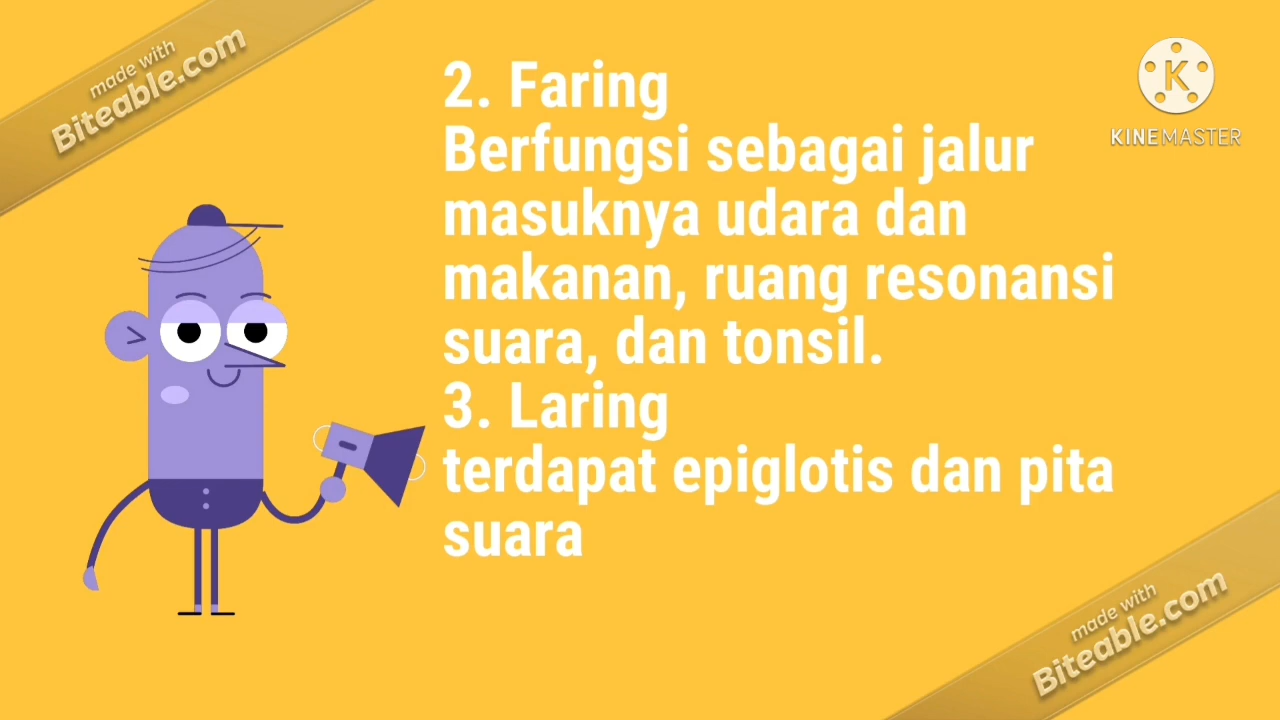 made with
Biteable.com
KINEMASTER
2. Faring
Berfungsi sebagai jalur
masuknya udara dan
makanan, ruang resonansi
suara, dan tonsil.
3. Laring
terdapat epiglotis dan pita
suara
made with
Biteable.com